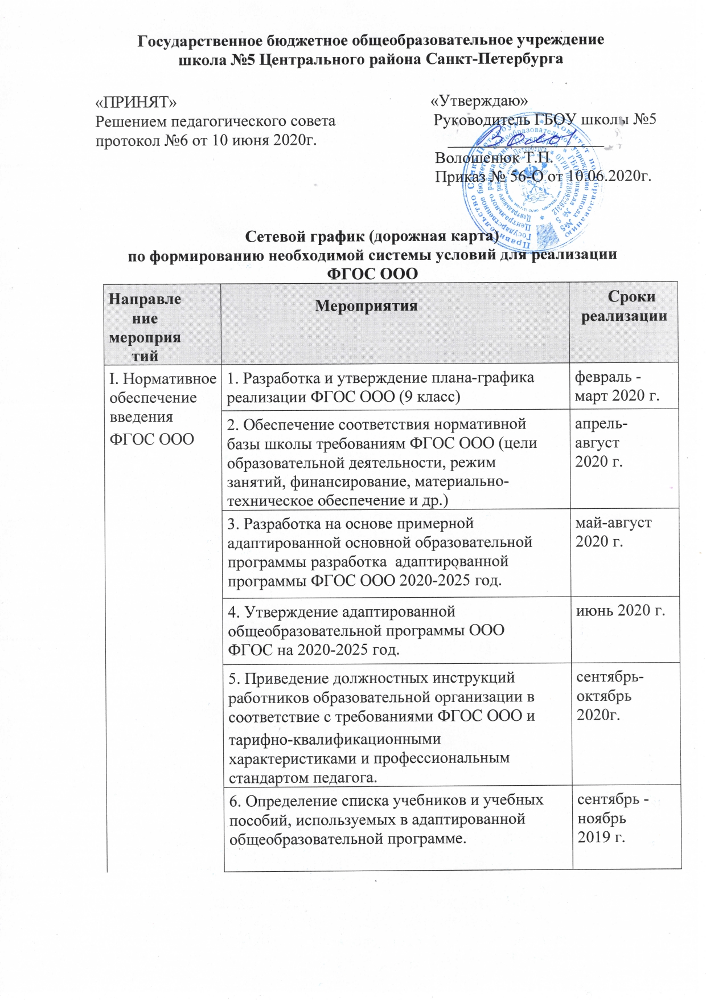 Государственное бюджетное общеобразовательное учреждение
школа №5 Центрального района Санкт-Петербурга
«ПРИНЯТ»
Решением педагогического совета
протокол №6 от 10 июня 2020г.
«Утверждаю»
Руководитель ГБОУ школы №5
Волошенюк Т.П.
Приказ № 56-О от 10.06.2020г.
Сетевой график (дорожная карта)
по формированию необходимой системы условий для реализации
ФГОС ООО
Направле
ние
мероприя
тий
Мероприятия
Сроки
реализации
I. Нормативное
обеспечение
введения
ФГОС ООО
1. Разработка и утверждение плана-графика
реализации ФГОС ООО (9 класс)
февраль -
март 2020 г.
2. Обеспечение соответствия нормативной
базы школы требованиям ФГОС ООО (цели
образовательной деятельности, режим
занятий, финансирование, материально-
техническое обеспечение и др.)
апрель-
август
2020 г.
3. Разработка на основе примерной
адаптированной основной образовательной
программы разработка  адаптированной
программы ФГОС ООО 2020-2025 год.
май-август
2020 г.
4. Утверждение адаптированной
общеобразовательной программы ООО
ФГОС на 2020-2025 год.
июнь 2020 г.
5. Приведение должностных инструкций
работников образовательной организации в
соответствие с требованиями ФГОС ООО и
тарифно-квалификационными
характеристиками и профессиональным
стандартом педагога.
сентябрь-
октябрь
2020г.
6. Определение списка учебников и учебных
пособий, используемых в адаптированной
общеобразовательной программе.
сентябрь -
ноябрь
2019 г.